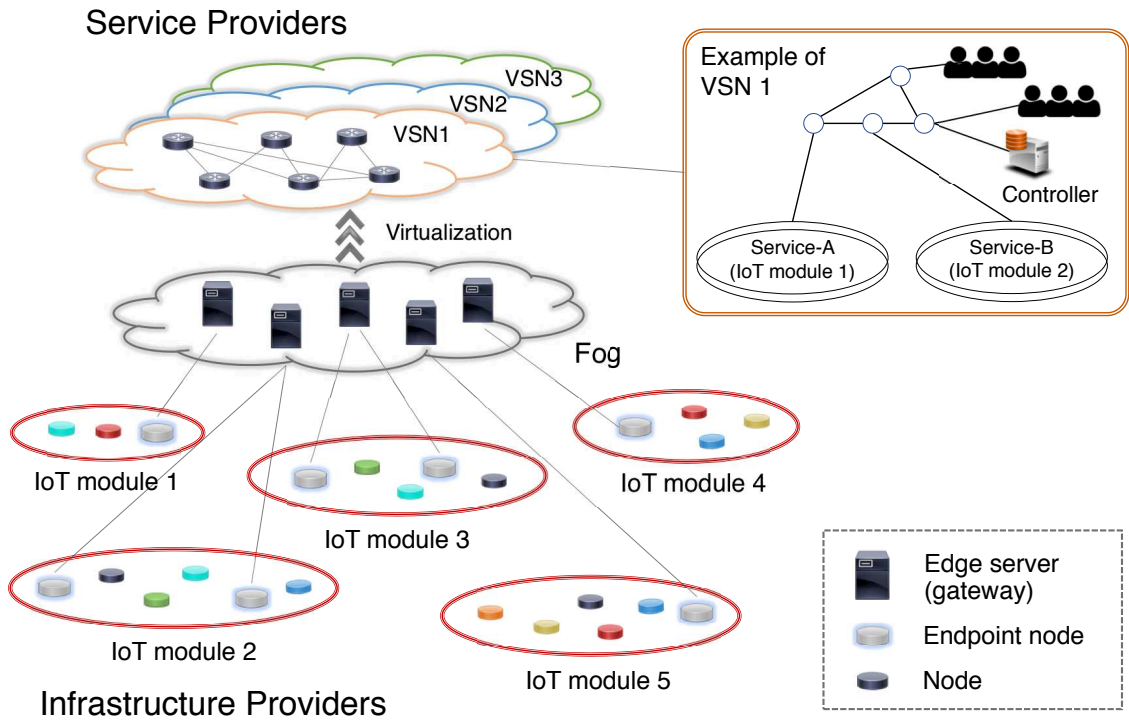 Service Providers
VSN3
VSN2
VSN1
Example of
VSN 1
Controller
Service-A
(IoT module 1)
Service-B
(IoT module 2)
Virtualization
Fog
IoT module 1
IoT module 4
IoT module 3
IoT module 2
IoT module 5
Edge server
(gateway)
Endpoint node
Node
Infrastructure Providers